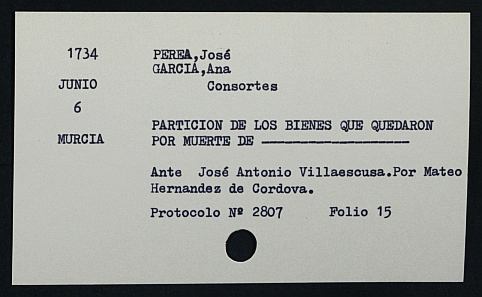 1734 PEREA,José
GARCIA,Ana
JUNIO Consortes
6
PARTICION DE LOS BIENES QUE QUEDARON
MURCIA POR MUERTE DE -------------------
Ante José Antonio Villaescusa.Por Mateo
Hernandez de Cordova.
Protocolo Nº 2807 Folio 15